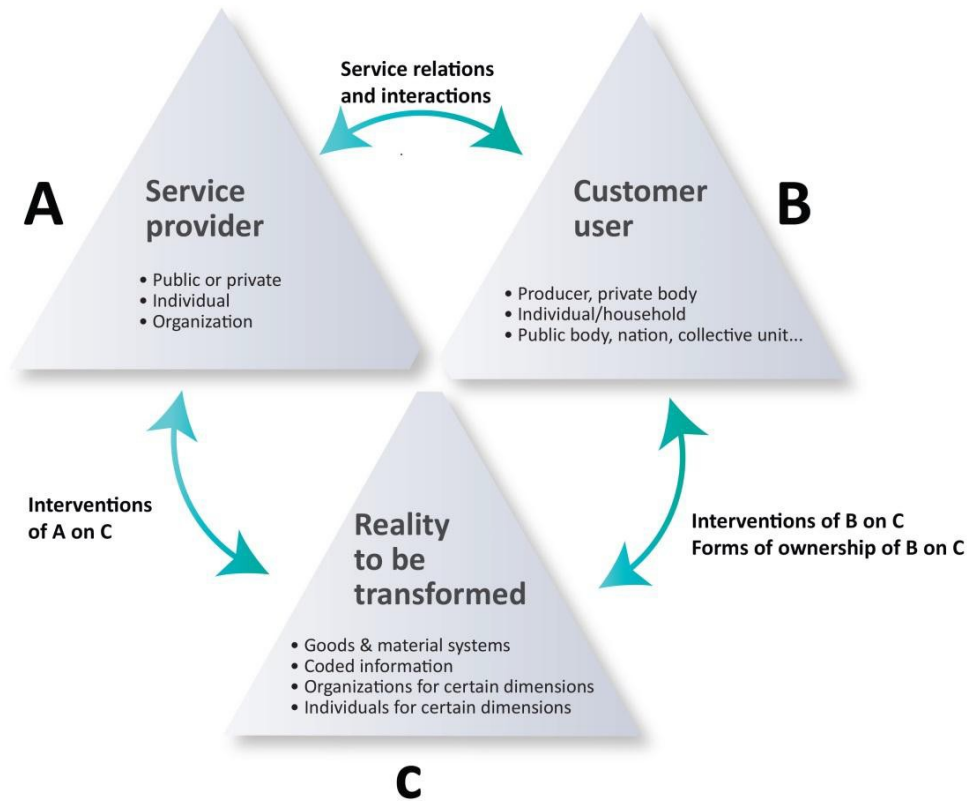 Service relations
and interactions
A
Service
provider
• Public or private
• Individual
• Organization
Customer
user
B
• Producer, private body
• Individual/household
• Public body, nation, collective unit...
Interventions
of A on C
Interventions of B on C
Forms of ownership of B on C
Reality
to be
transformed
• Goods & material systems
• Coded information
• Organizations for certain dimensions
• Individuals for certain dimensions
C